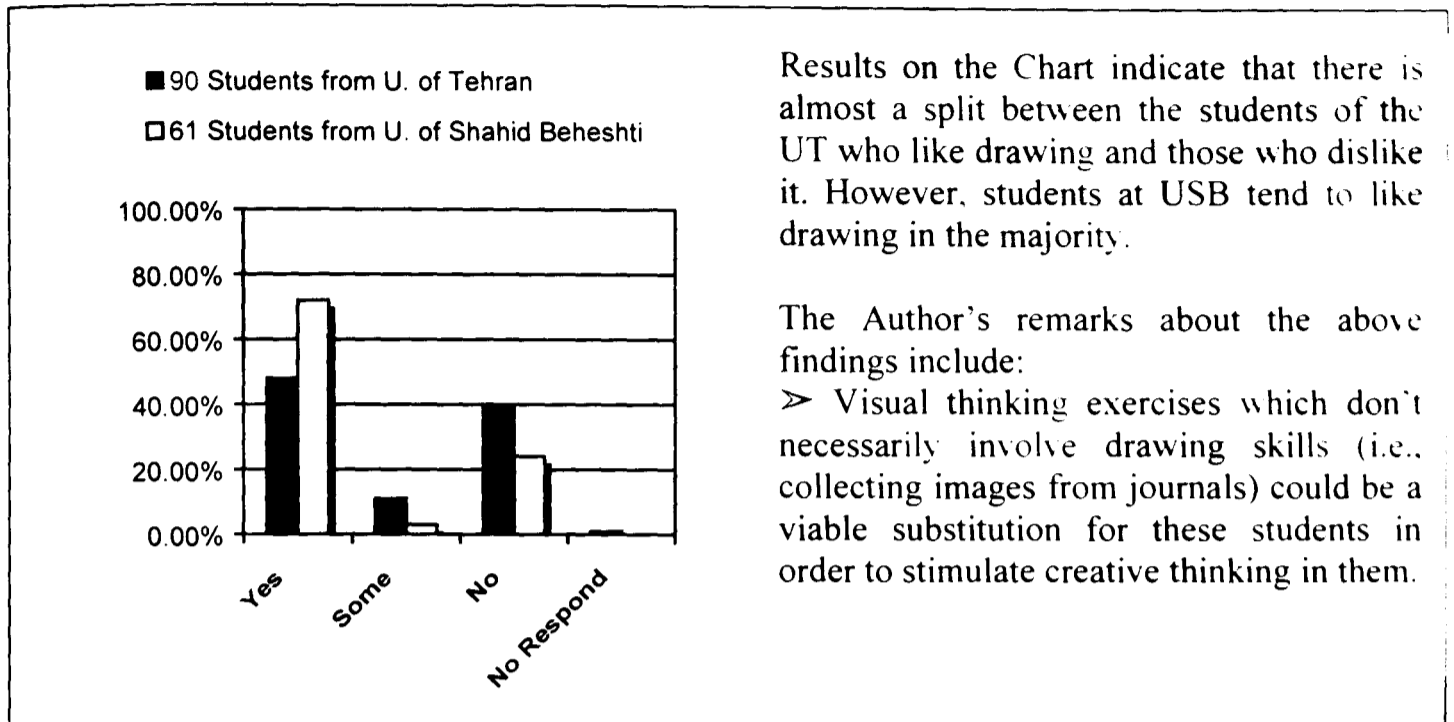 ■90 Students from U. of Tehran
□61 Students from U. of Shahid Beheshti
100.00%
80.00%
60.00%
40.00%
20.00%
0.00%
Yes
Some
No
No Respond
Results on the Chart indicate that there is
almost a split between the students of the
UT who like drawing and those who dislike
it. However, students at USB tend to like
drawing in the majority.
The Author's remarks about the above
findings include:
➢ Visual thinking exercises which don't
necessarily involve drawing skills (i.e.,
collecting images from journals) could be a
viable substitution for these students in
order to stimulate creative thinking in them.